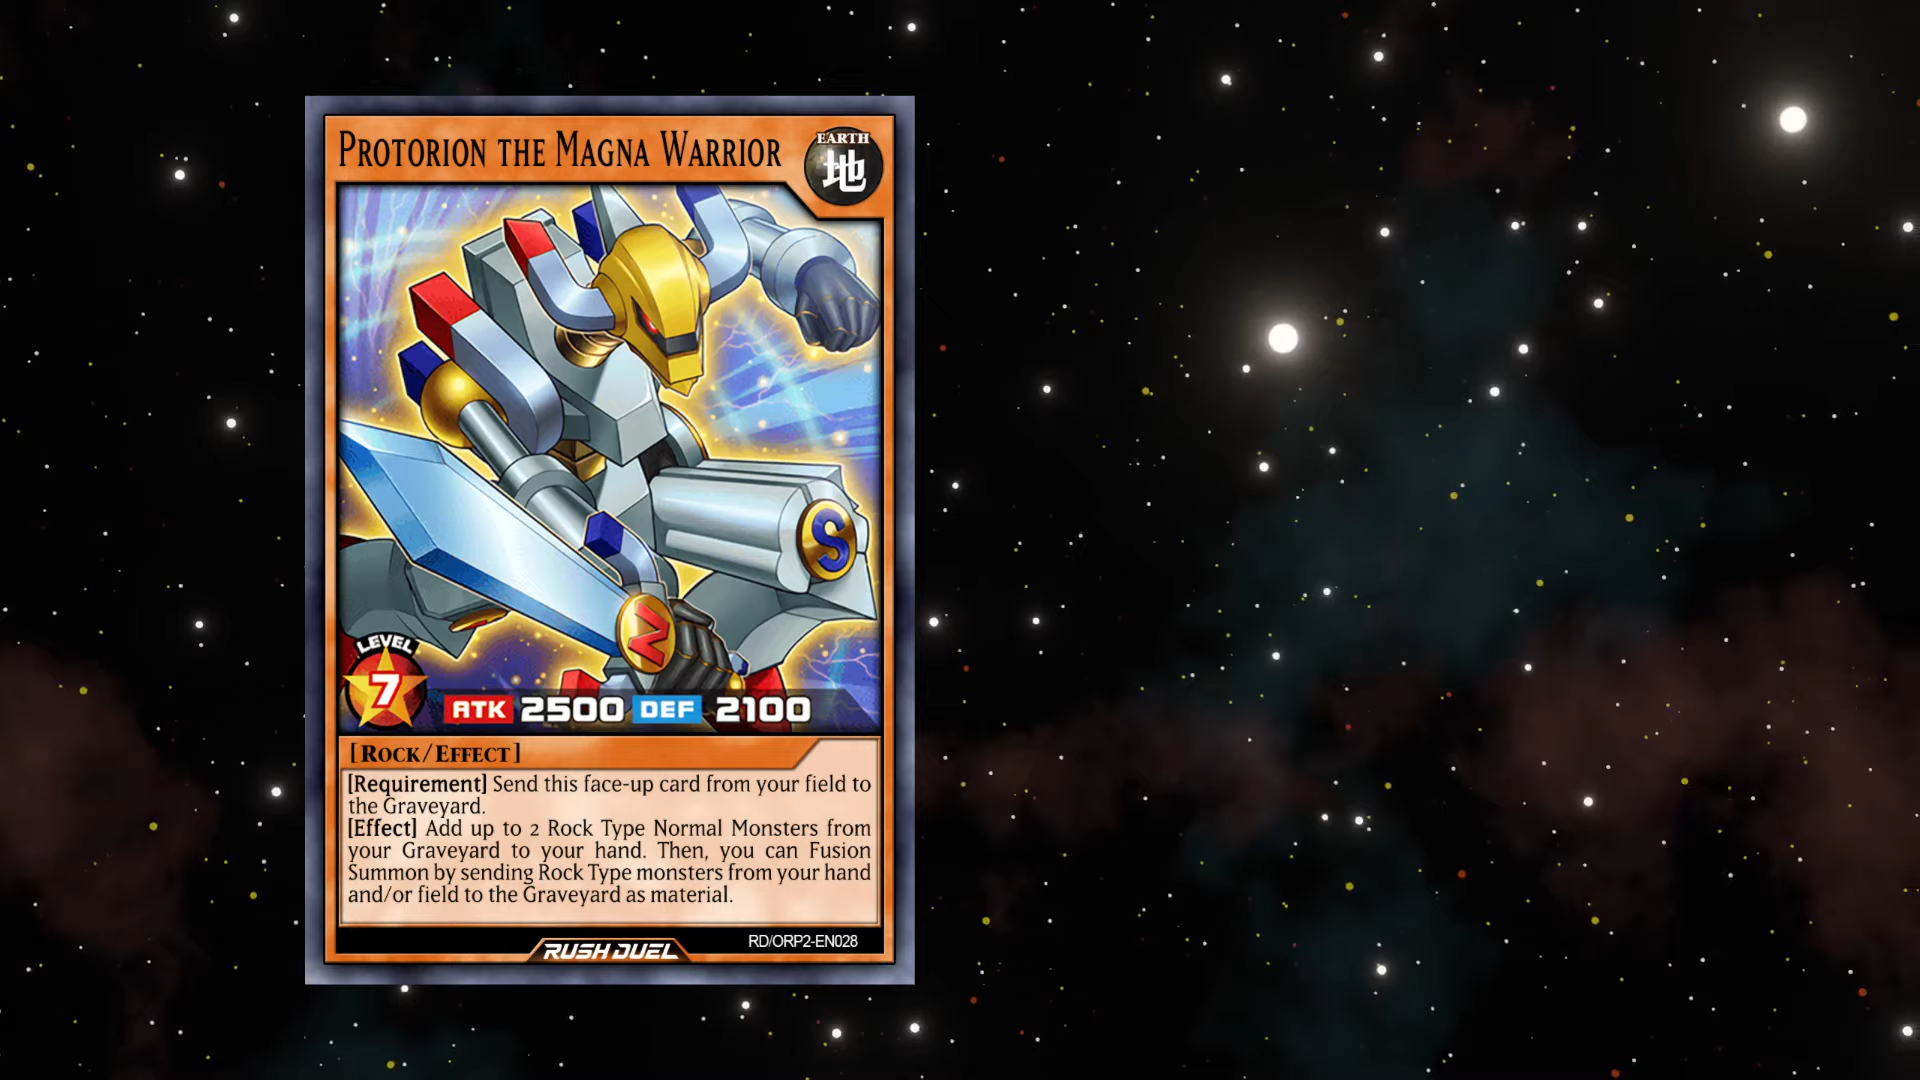 PROTORION THE MAGNA WARRIOR
EARTH
地
S
N
LEVEL
7
ATK 2500 DEF 2100
[ROCK/EFFECT]
[Requirement] Send this face-up card from your field to
the Graveyard.
[Effect] Add up to 2 Rock Type Normal Monsters from
your Graveyard to your hand. Then, you can Fusion
Summon by sending Rock Type monsters from your hand
and/or field to the Graveyard as material.
RUSH DUEL
RD/ORP2-EN028